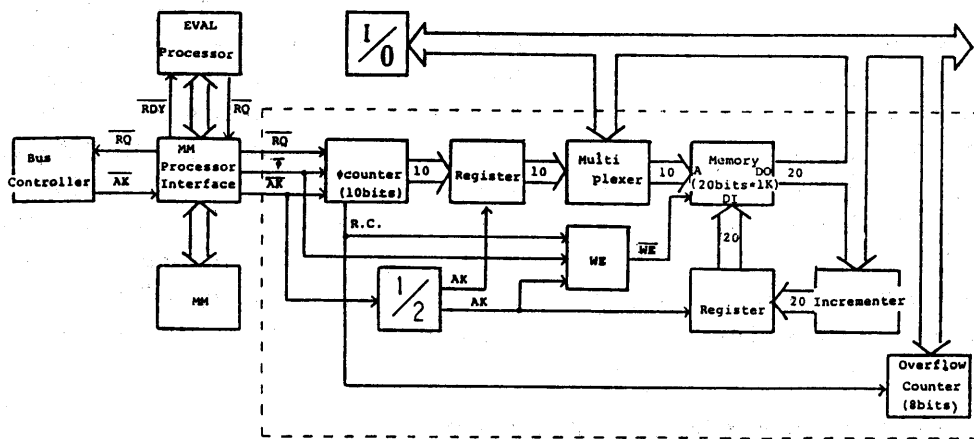 EVAL
Processor
I/O
RDY
RQ
Bus
Controller
RQ
AK
MM
Processor
Interface
RQ
φ
AK
φcounter
(10bits)
10
Register
10
Multi
plexer
10
Memory
A
DO
(20bits*1K)
DI
20
R.C.
WE
WE
20
MM
1/2
AK
AK
Register
20
Incrementer
Overflow
Counter
(8bits)